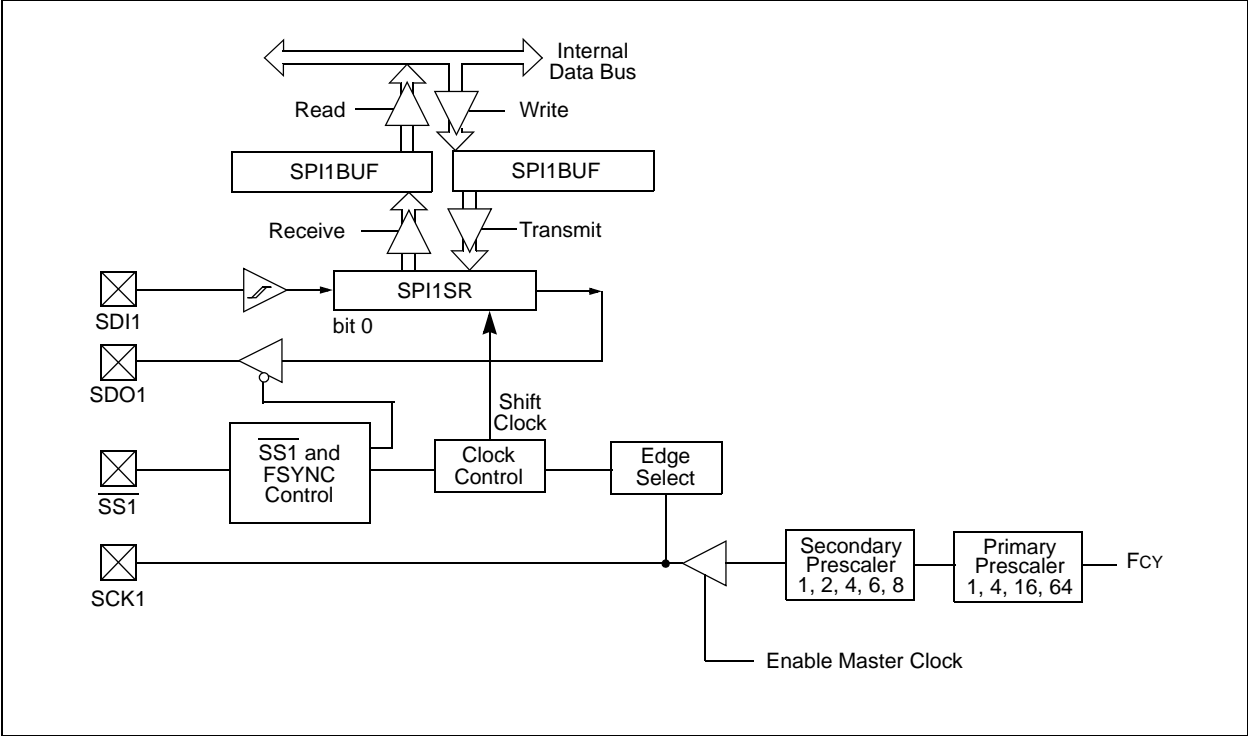 Internal
Data Bus
Read
Write
SPI1BUF
SPI1BUF
Receive
Transmit
SPI1SR
bit 0
SDI1
SDO1
Shift
Clock
SS1 and
FSYNC
Control
Clock
Control
Edge
Select
SS1
SCK1
Secondary
Prescaler
1, 2, 4, 6, 8
Primary
Prescaler
1, 4, 16, 64
FCY
Enable Master Clock